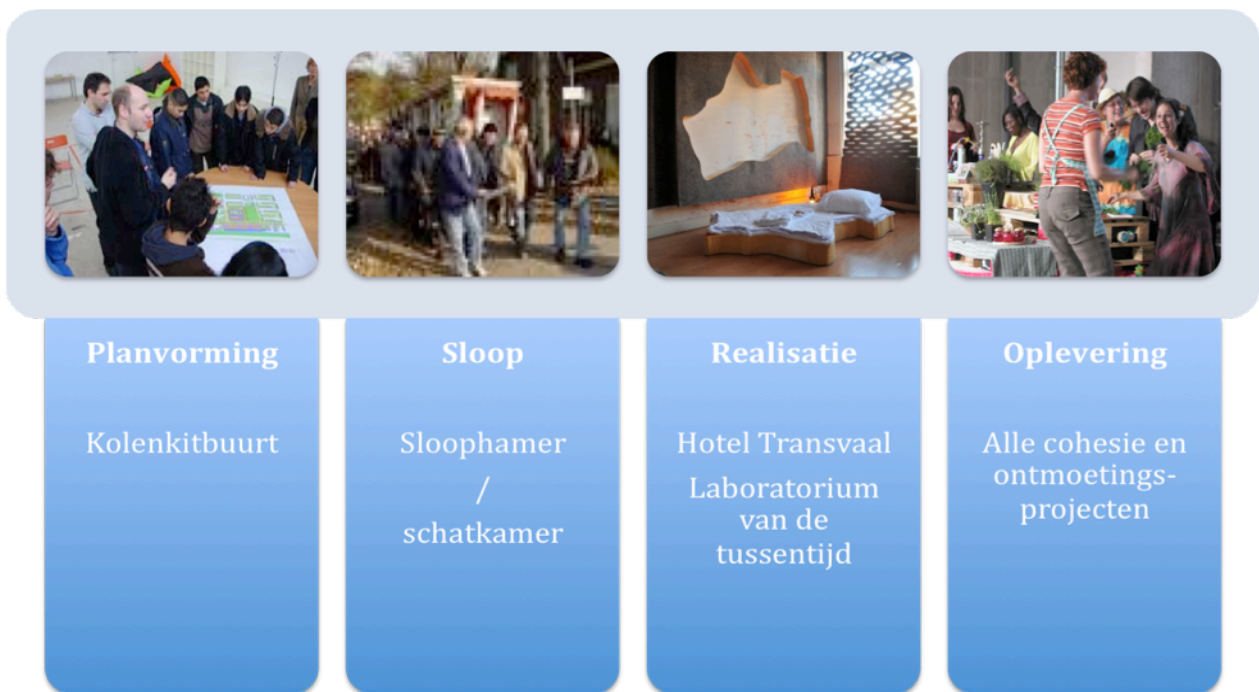 Planvorming
Kolenkitbuurt
Sloop
Sloophamer
/
schatkamer
Realisatie
Hotel Transvaal
Laboratorium
van de
tussentijd
Oplevering
Alle cohesie en
ontmoetings-
projecten